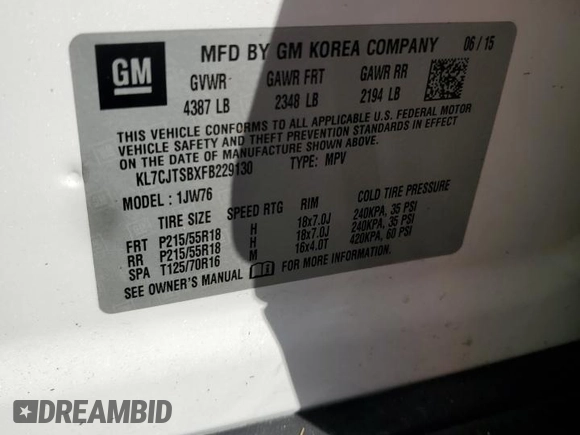 GM
MFD BY GM KOREA COMPANY 06/15
GVWR GAWR FRT GAWR RR
4387 LB 2348 LB 2194 LB
THIS VEHICLE CONFORMS TO ALL APPLICABLE U.S. FEDERAL MOTOR
VEHICLE SAFETY AND THEFT PREVENTION STANDARDS IN EFFECT
ON THE DATE OF MANUFACTURE SHOWN ABOVE.
KL7CJTSBXFB229130 TYPE: MPV
MODEL: 1JW76
TIRE SIZE SPEED RTG RIM COLD TIRE PRESSURE
FRT P215/55R18 H 18x7.0J 240KPA, 35 PSI
RR P215/55R18 H 18x7.0J 240KPA, 35 PSI
SPA T125/70R16 M 16x4.0T 420KPA, 60 PSI
SEE OWNER'S MANUAL FOR MORE INFORMATION.
DREAMBID